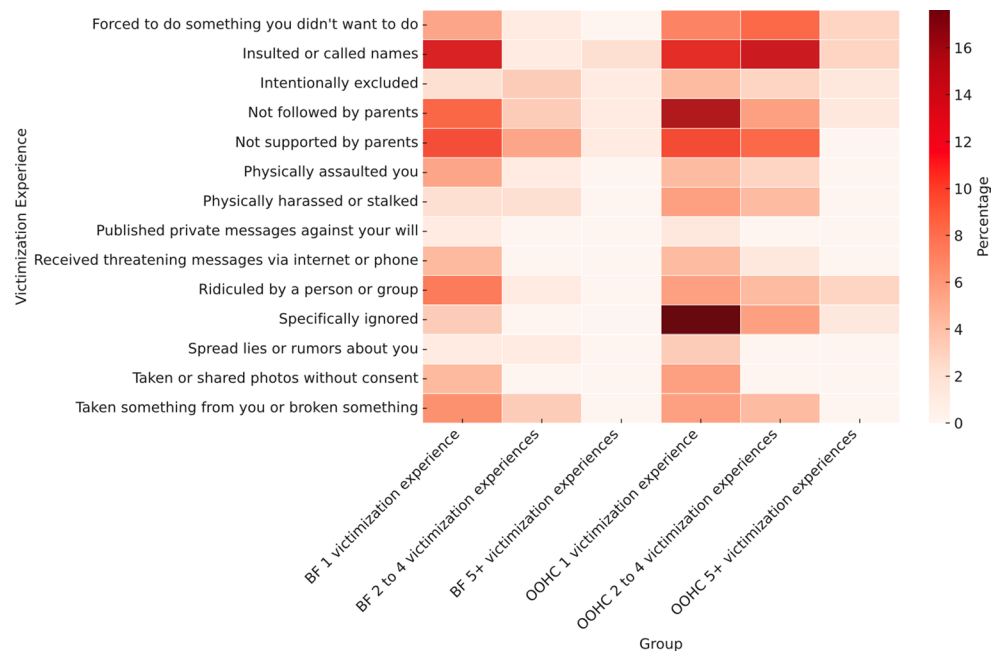 Victimization Experience
Forced to do something you didn't want to do
Insulted or called names
Intentionally excluded
Not followed by parents
Not supported by parents
Physically assaulted you
Physically harassed or stalked
Published private messages against your will
Received threatening messages via internet or phone
Ridiculed by a person or group
Specifically ignored
Spread lies or rumors about you
Taken or shared photos without consent
Taken something from you or broken something
BF 1 victimization experience
BF 2 to 4 victimization experiences
BF 5+ victimization experiences
OOHC 1 victimization experience
OOHC 2 to 4 victimization experiences
OOHC 5+ victimization experiences
Group
16
14
12
10
8
6
4
2
0
Percentage